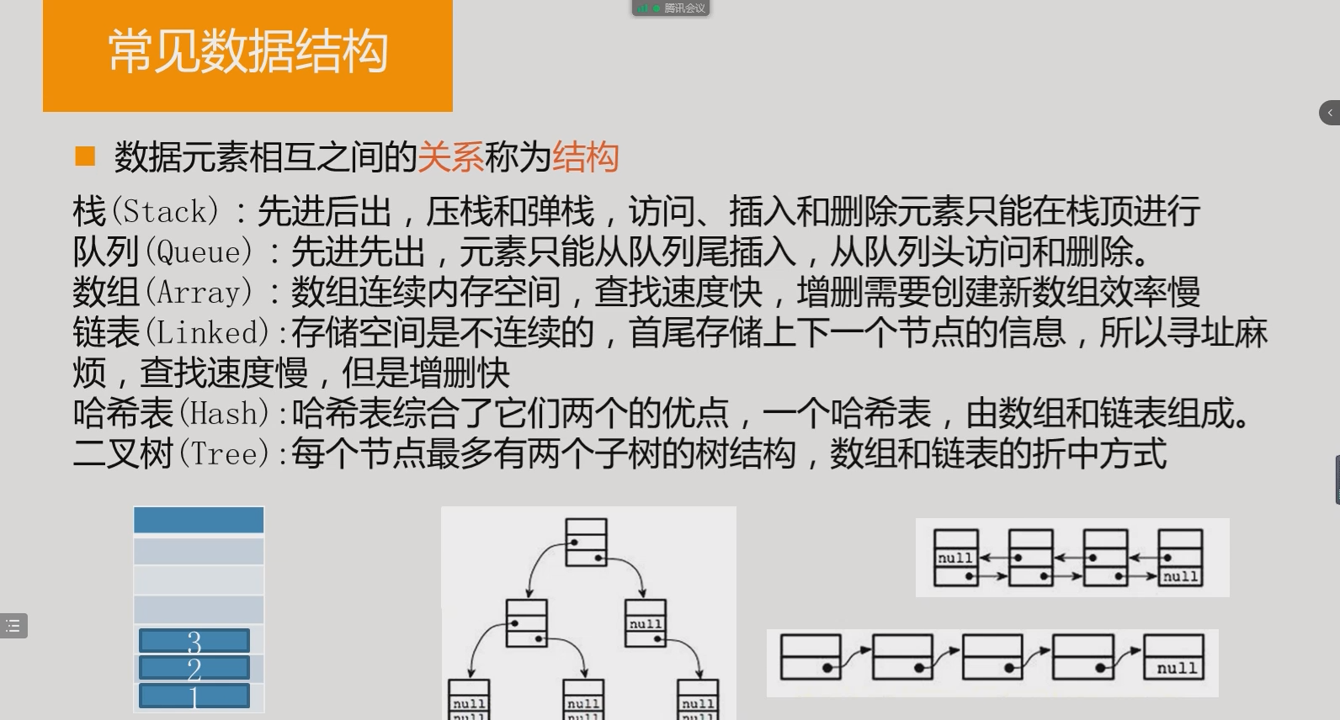 腾讯会议
常见数据结构
数据元素相互之间的关系称为结构
栈(Stack)：先进后出，压栈和弹栈，访问、插入和删除元素只能在栈顶进行
队列(Queue)：先进先出，元素只能从队列尾插入，从队列头访问和删除。
数组(Array)：数组连续内存空间，查找速度快，增删需要创建新数组效率慢
链表(Linked):存储空间是不连续的，首尾存储上下一个节点的信息，所以寻址麻
烦，查找速度慢，但是增删快
哈希表(Hash):哈希表综合了它们两个的优点，一个哈希表，由数组和链表组成。
二叉树(Tree):每个节点最多有两个子树的树结构，数组和链表的折中方式
3
2
1
null
null null null
null null null
null
null
null